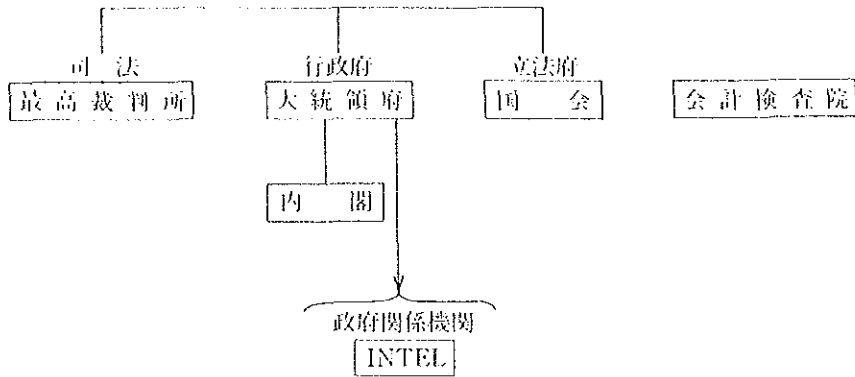 司法 行政府 立法府
最高裁判所 大統領府 国会 会計検査院
内閣
政府関係機関
INTEL